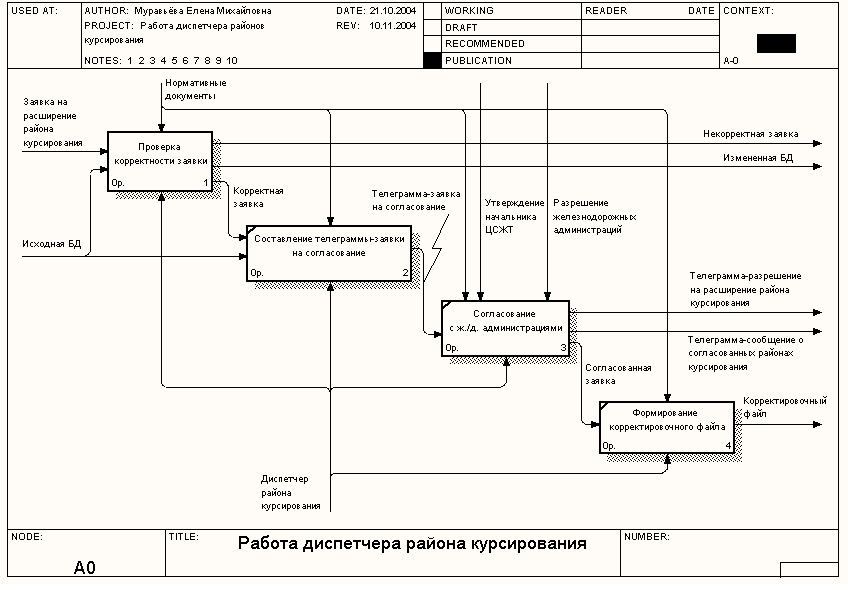 USED AT:
AUTHOR: Муравьёва Елена Михайловна
DATE: 21.10.2004
PROJECT: Работа диспетчера районов
курсирования
REV: 10.11.2004
NOTES: 1 2 3 4 5 6 7 8 9 10
WORKING
DRAFT
RECOMMENDED
PUBLICATION
READER
DATE
CONTEXT:
A-0
Нормативные
документы
Заявка на
расширение
района
курсирования
Проверка
корректности заявки
0р.
1
Некорректная заявка
Измененная БД
Корректная
заявка
Телеграмма-заявка
на согласование
Утверждение
начальника
ЦСЖТ
Разрешение
железнодорожных
администраций
Исходная БД
Составление телеграммы-заявки
на согласование
0р.
2
Телеграмма-разрешение
на расширение района
курсирования
Согласование
с ж./д. администрациями
0р.
3
Телеграмма-сообщение о
согласованных районах
курсирования
Согласованная
заявка
Корректировочный
файл
Формирование
корректировочного файла
0р.
4
Диспетчер
района
курсирования
NODE:
A0
TITLE:
Работа диспетчера района курсирования
NUMBER: